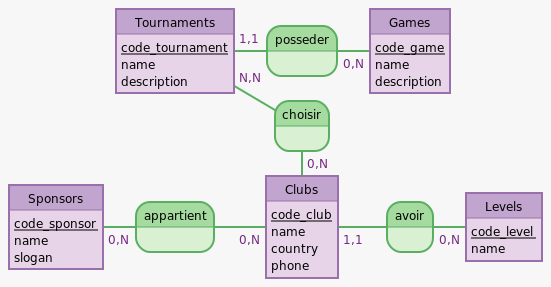 Tournaments
code_tournament
name
description
1,1
posseder
0,N
Games
code_game
name
description
N,N
choisir
0,N
Sponsors
code_sponsor
name
slogan
0,N
appartient
0,N
Clubs
code_club
name
country
phone
1,1
avoir
0,N
Levels
code_level
name